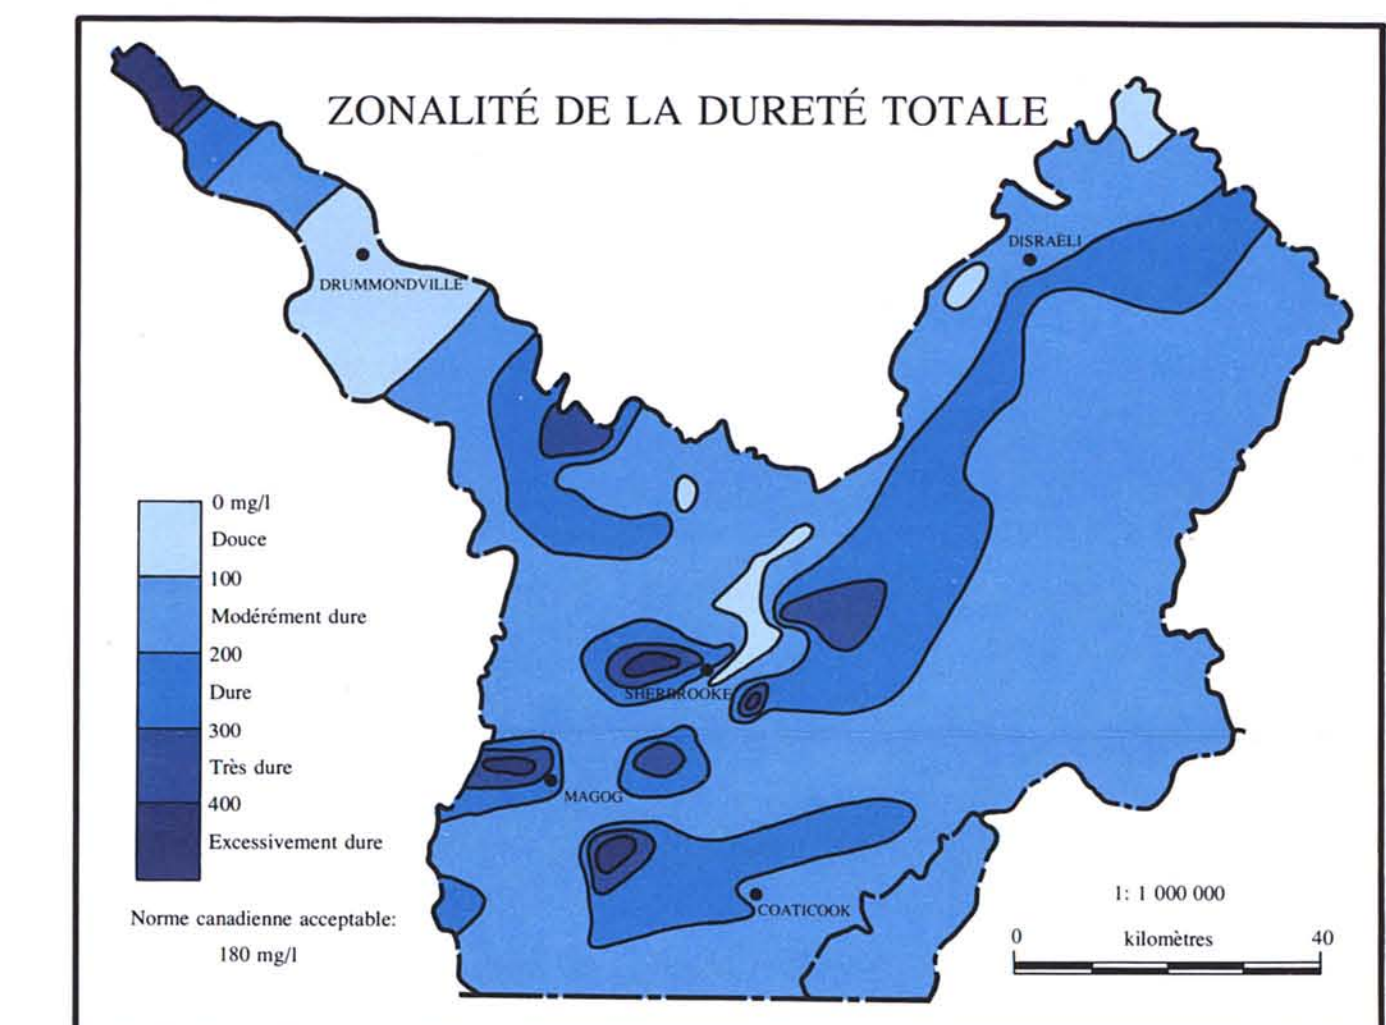 ZONALITÉ DE LA DURETÉ TOTALE
DISRAËLI
DRUMMONDVILLE
0 mg/l
Douce
100
Modérément dure
200
Dure
300
Très dure
400
Excessivement dure
Norme canadienne acceptable:
180 mg/l
SHERBROOKE
MAGOG
COATICOOK
1: 1 000 000
0 kilomètres 40